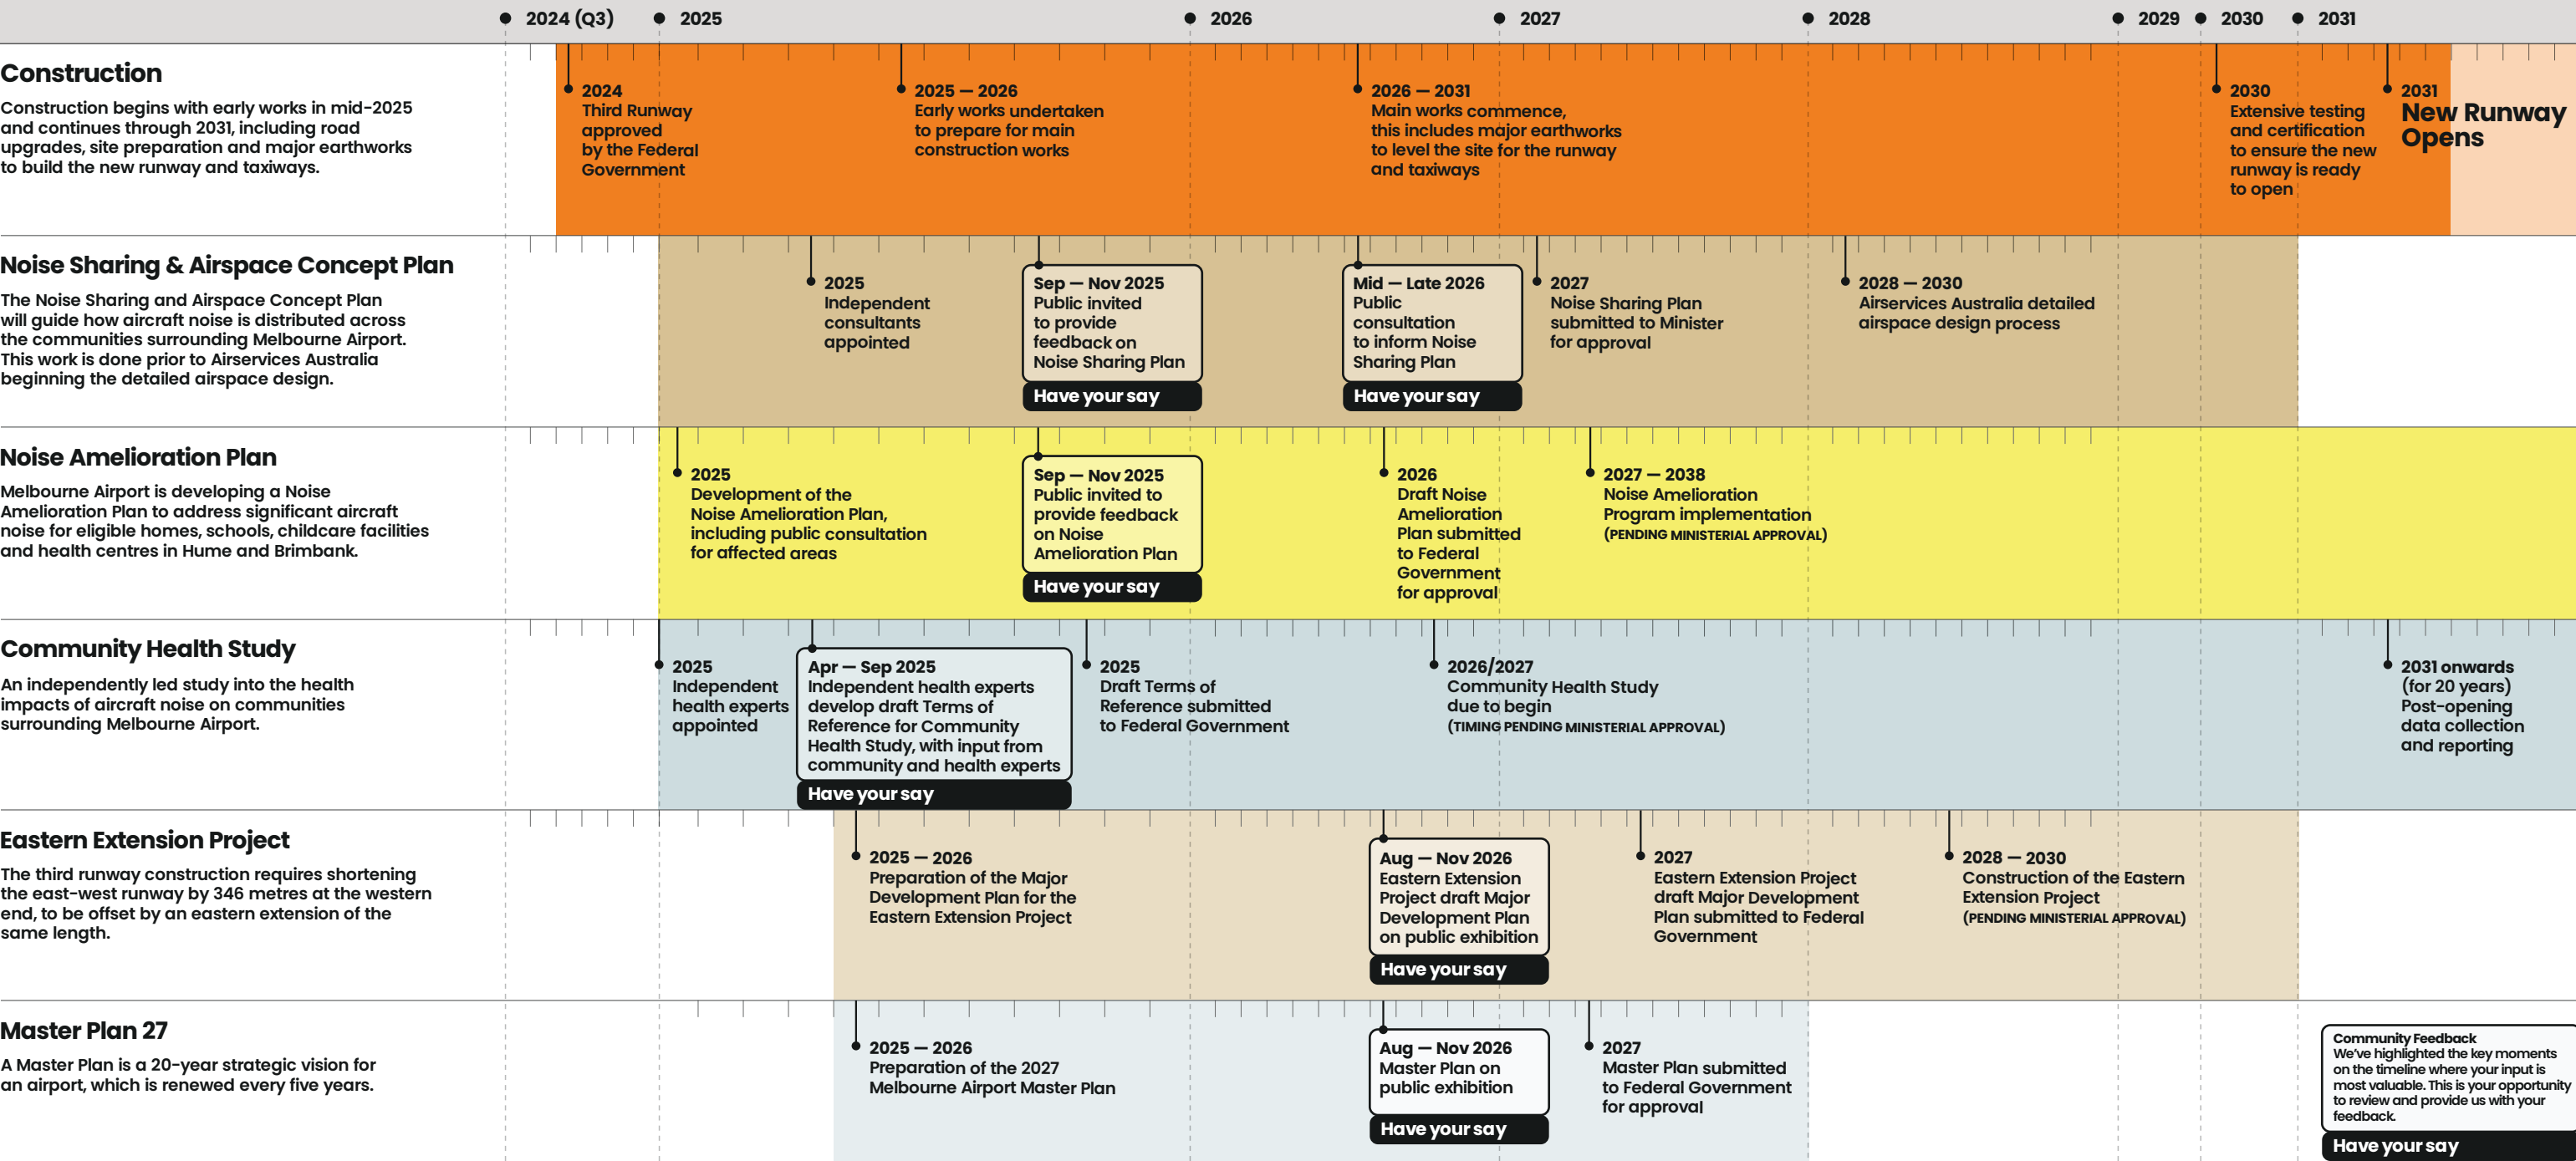 2024 (Q3)
2025
2026
2027
2028
2029
2030
2031
Construction
Construction begins with early works in mid-2025
and continues through 2031, including road
upgrades, site preparation and major earthworks
to build the new runway and taxiways.
2024
Third Runway
approved
by the Federal
Government
2025 — 2026
Early works undertaken
to prepare for main
construction works
2026 — 2031
Main works commence,
this includes major earthworks
to level the site for the runway
and taxiways
2030
Extensive testing
and certification
to ensure the new
runway is ready
to open
2031
New Runway
Opens
Noise Sharing & Airspace Concept Plan
The Noise Sharing and Airspace Concept Plan
will guide how aircraft noise is distributed across
the communities surrounding Melbourne Airport.
This work is done prior to Airservices Australia
beginning the detailed airspace design.
2025
Independent
consultants
appointed
Sep — Nov 2025
Public invited
to provide
feedback on
Noise Sharing Plan
Have your say
Mid — Late 2026
Public
consultation
to inform Noise
Sharing Plan
Have your say
2027
Noise Sharing Plan
submitted to Minister
for approval
2028 — 2030
Airservices Australia detailed
airspace design process
Noise Amelioration Plan
Melbourne Airport is developing a Noise
Amelioration Plan to address significant aircraft
noise for eligible homes, schools, childcare facilities
and health centres in Hume and Brimbank.
2025
Development of the
Noise Amelioration Plan,
including public consultation
for affected areas
Sep — Nov 2025
Public invited to
provide feedback
on Noise
Amelioration Plan
Have your say
2026
Draft Noise
Amelioration
Plan submitted
to Federal
Government
for approval
2027 — 2038
Noise Amelioration
Program implementation
(PENDING MINISTERIAL APPROVAL)
Community Health Study
An independently led study into the health
impacts of aircraft noise on communities
surrounding Melbourne Airport.
2025
Independent
health experts
appointed
Apr — Sep 2025
Independent health experts
develop draft Terms of
Reference for Community
Health Study, with input from
community and health experts
Have your say
2025
Draft Terms of
Reference submitted
to Federal Government
2026/2027
Community Health Study
due to begin
(TIMING PENDING MINISTERIAL APPROVAL)
2031 onwards
(for 20 years)
Post-opening
data collection
and reporting
Eastern Extension Project
The third runway construction requires shortening
the east-west runway by 346 metres at the western
end, to be offset by an eastern extension of the
same length.
2025 — 2026
Preparation of the Major
Development Plan for the
Eastern Extension Project
Aug — Nov 2026
Eastern Extension
Project draft Major
Development Plan
on public exhibition
Have your say
2027
Eastern Extension Project
draft Major Development
Plan submitted to Federal
Government
2028 — 2030
Construction of the Eastern
Extension Project
(PENDING MINISTERIAL APPROVAL)
Master Plan 27
A Master Plan is a 20-year strategic vision for
an airport, which is renewed every five years.
2025 — 2026
Preparation of the 2027
Melbourne Airport Master Plan
Aug — Nov 2026
Master Plan on
public exhibition
Have your say
2027
Master Plan submitted
to Federal Government
for approval
Community Feedback
We've highlighted the key moments
on the timeline where your input is
most valuable. This is your opportunity
to review and provide us with your
feedback.
Have your say